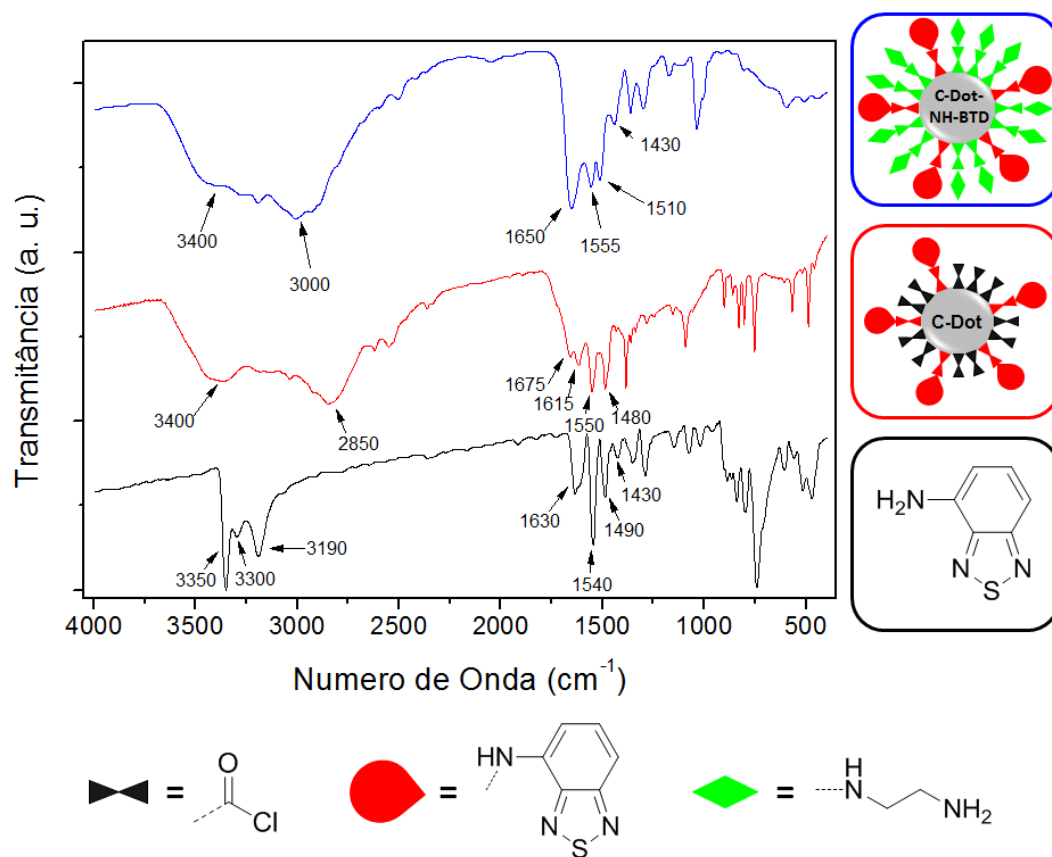 Transmitância (a. u.)
3400
3000
1650
1555
1510
1430
3400
2850
1675
1615
1550
1480
3350
3300
3190
1630
1540
1490
1430
4000 3500 3000 2500 2000 1500 1000 500
Numero de Onda (cm⁻¹)
C-Dot-
NH-BTD
C-Dot
H₂N
N N
S
=
O
Cl
=
HN
N N
S
=
H
N
NH₂